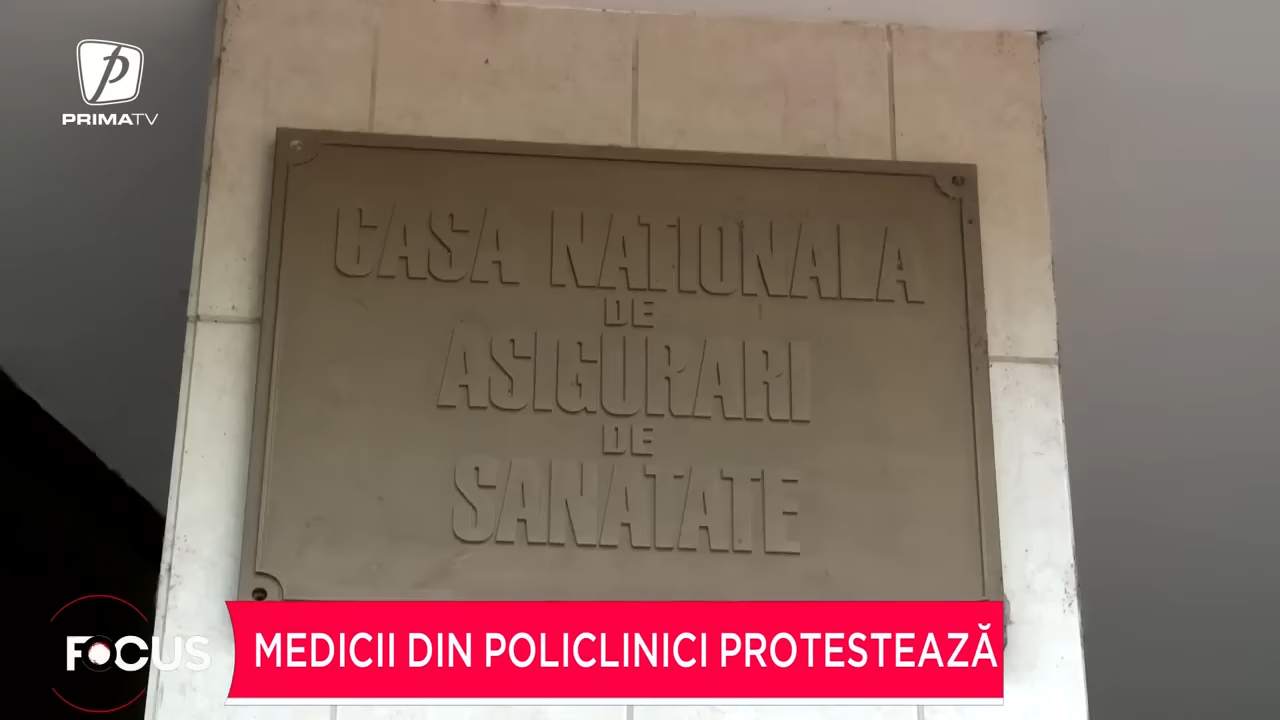 PRIMATV
CASA NATIONALA
DE
ASIGURARI
DE
SANATATE
FOCUS
MEDICII DIN POLICLINICI PROTESTEAZĂ